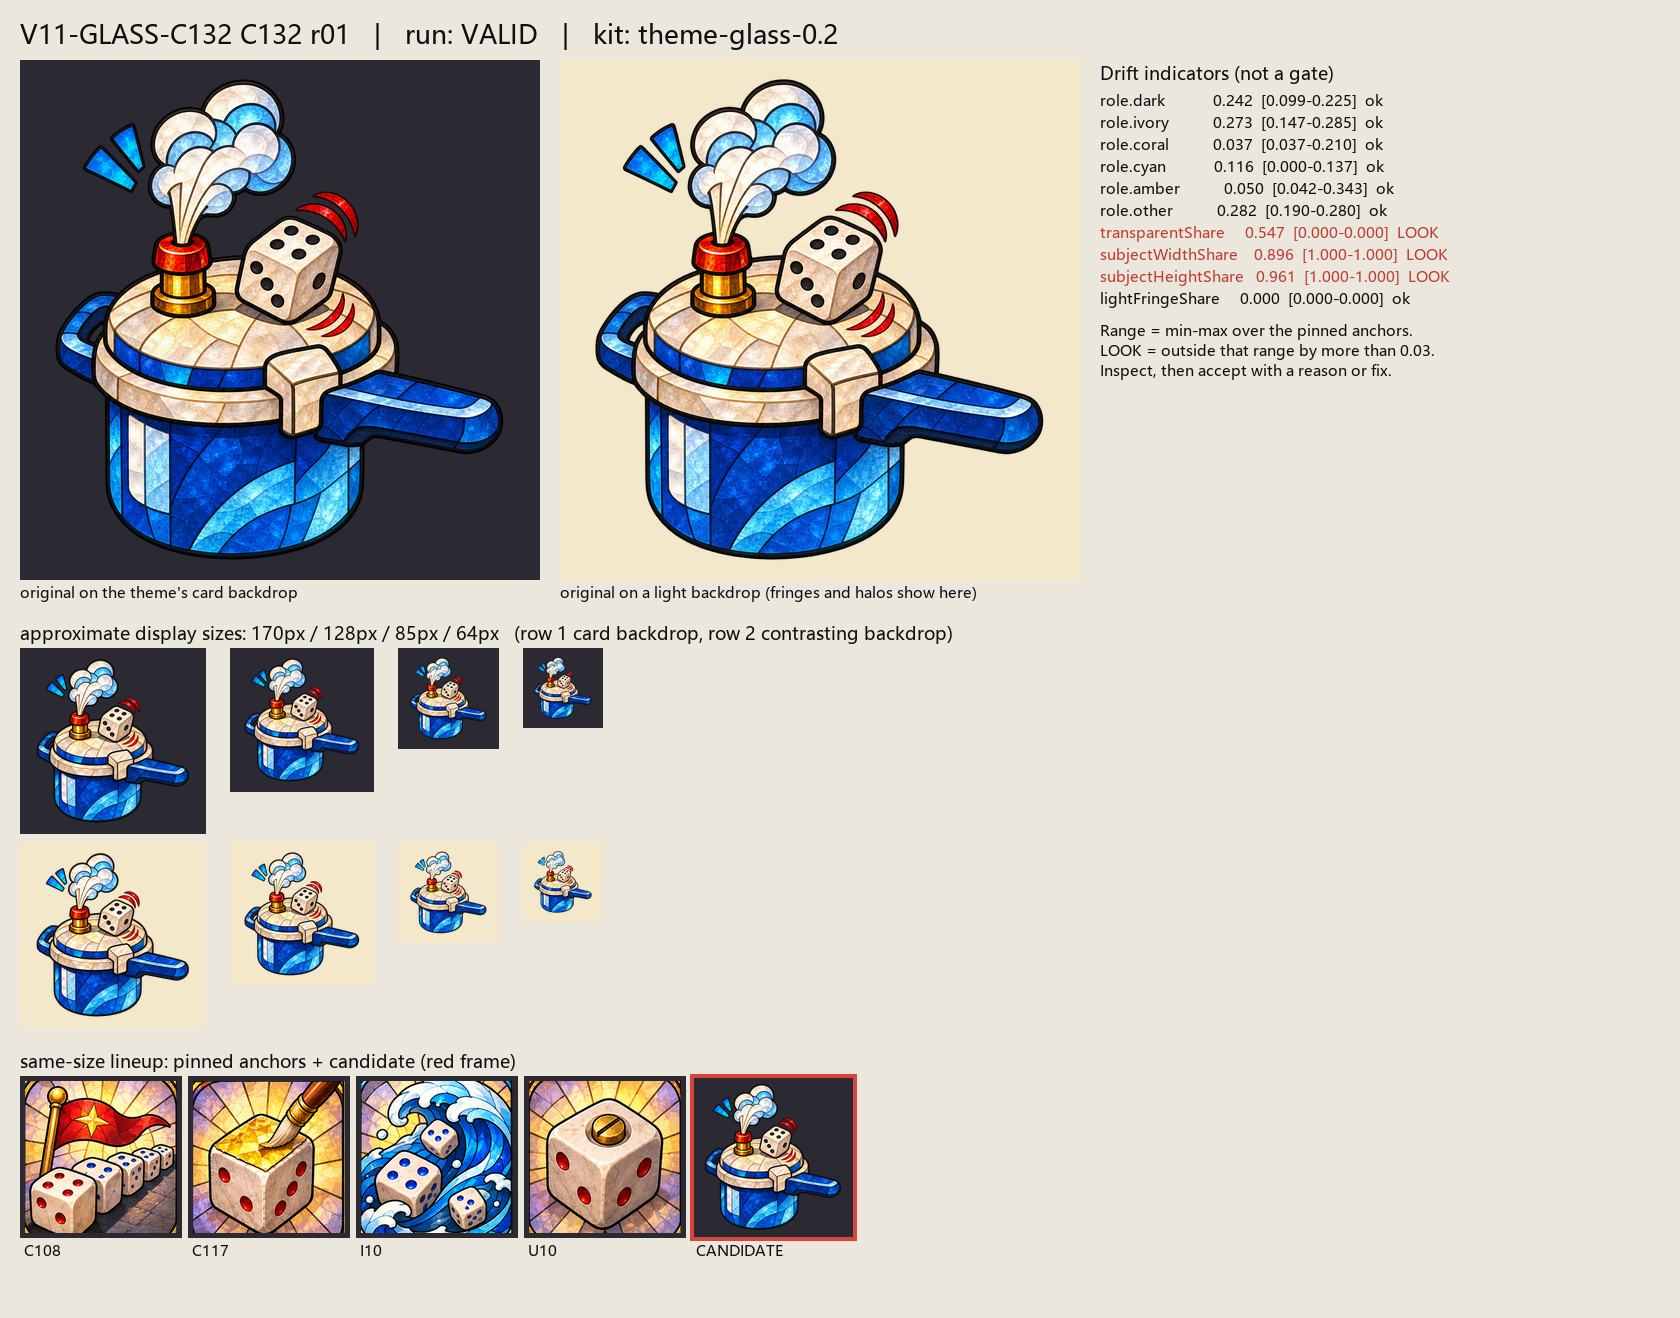 V11-GLASS-C132 C132 r01   |   run: VALID   |   kit: theme-glass-0.2
Drift indicators (not a gate)
role.dark 0.242 [0.099-0.225] ok
role.ivory 0.273 [0.147-0.285] ok
role.coral 0.037 [0.037-0.210] ok
role.cyan 0.116 [0.000-0.137] ok
role.amber 0.050 [0.042-0.343] ok
role.other 0.282 [0.190-0.280] ok
transparentShare 0.547 [0.000-0.000] LOOK
subjectWidthShare 0.896 [1.000-1.000] LOOK
subjectHeightShare 0.961 [1.000-1.000] LOOK
lightFringeShare 0.000 [0.000-0.000] ok
Range = min-max over the pinned anchors.
LOOK = outside that range by more than 0.03.
Inspect, then accept with a reason or fix.
original on the theme's card backdrop
original on a light backdrop (fringes and halos show here)
approximate display sizes: 170px / 128px / 85px / 64px   (row 1 card backdrop, row 2 contrasting backdrop)
same-size lineup: pinned anchors + candidate (red frame)
C108
C117
I10
U10
CANDIDATE